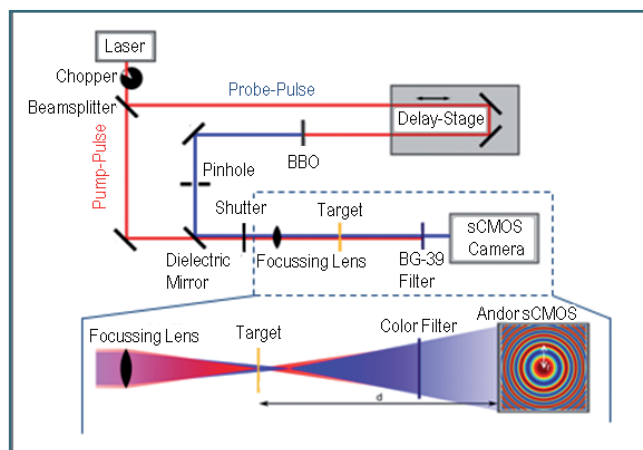 Laser
Chopper
Beamsplitter
Probe-Pulse
Delay-Stage
Pump-Pulse
BBO
Pinhole
Shutter
Target
sCMOS
Camera
Dielectric
Mirror
Focussing Lens
BG-39
Filter
Andor sCMOS
Focussing Lens
Target
Color Filter
d